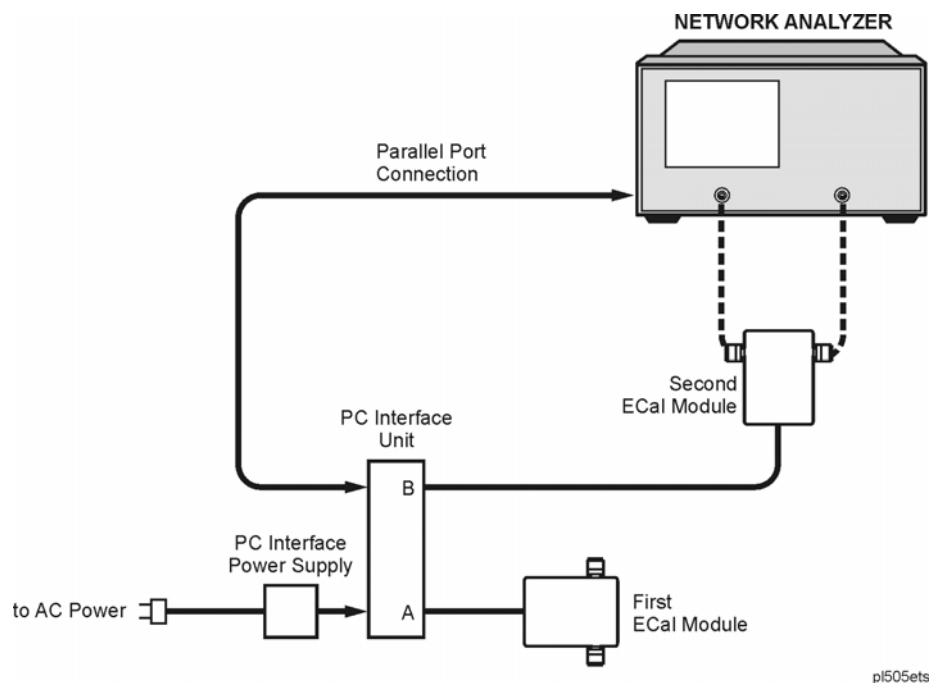 NETWORK ANALYZER
Parallel Port
Connection
Second
ECal Module
PC Interface
Unit
B
PC Interface
Power Supply
to AC Power
A
First
ECal Module
pl505ets